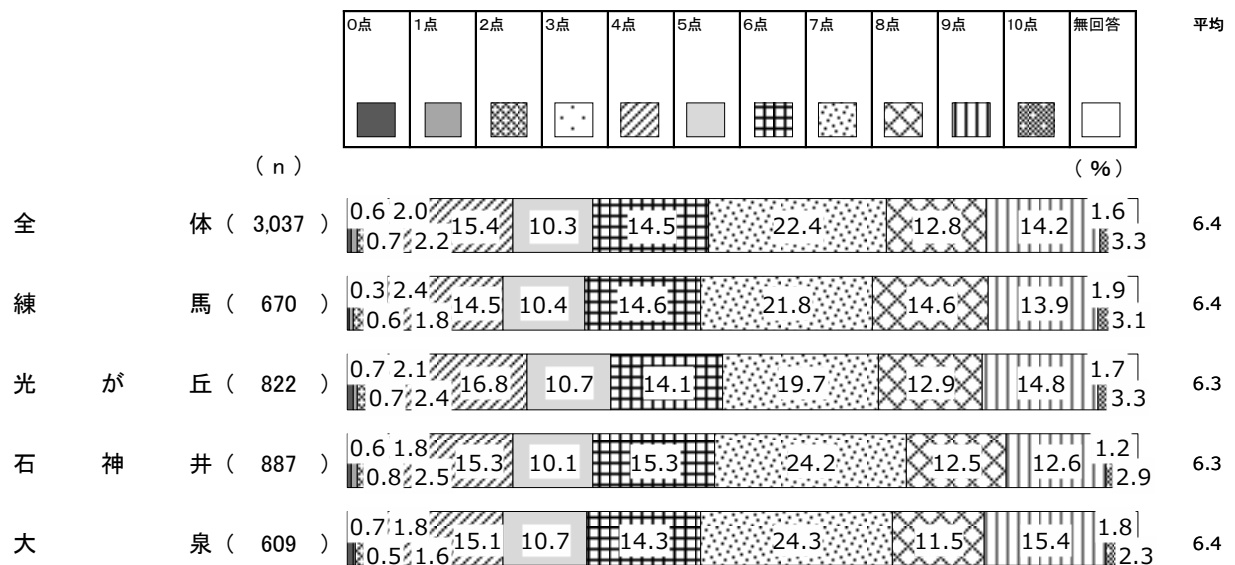 0点 1点 2点 3点 4点 5点 6点 7点 8点 9点 10点 無回答 平均
(n) (%)
全体(3,037) 0.6 0.7 2.0 2.2 15.4 10.3 14.5 22.4 12.8 14.2 1.6 3.3 6.4
練馬(670) 0.3 0.6 2.4 1.8 14.5 10.4 14.6 21.8 14.6 13.9 1.9 3.1 6.4
光が丘(822) 0.7 0.7 2.1 2.4 16.8 10.7 14.1 19.7 12.9 14.8 1.7 3.3 6.3
石神井(887) 0.6 0.8 1.8 2.5 15.3 10.1 15.3 24.2 12.5 12.6 1.2 2.9 6.3
大泉(609) 0.7 0.5 1.8 1.6 15.1 10.7 14.3 24.3 11.5 15.4 1.8 2.3 6.4